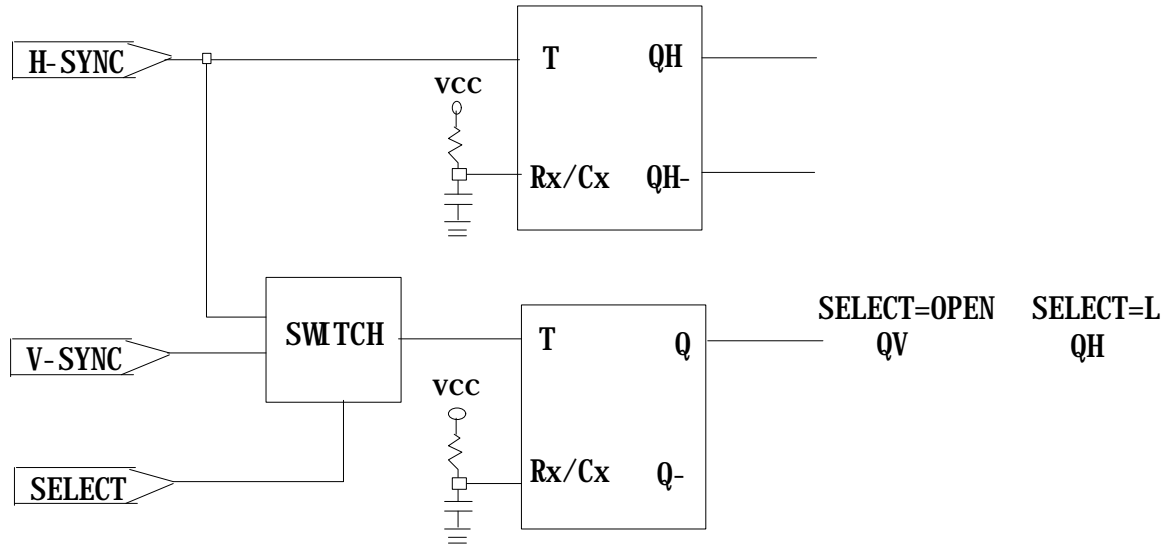 H-SYNC
T QH
VCC
Rx/Cx QH-
SWITCH
SELECT=OPEN SELECT=L
QV QH
V-SYNC
T Q
VCC
SELECT
Rx/Cx Q-